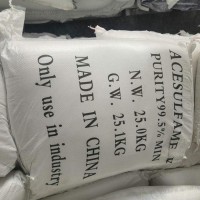 ACESULFAME K
PURITY99.5%MIN
N.W. 25.0KG
G.W. 25.1KG
MADE IN CHINA
Only use in industry